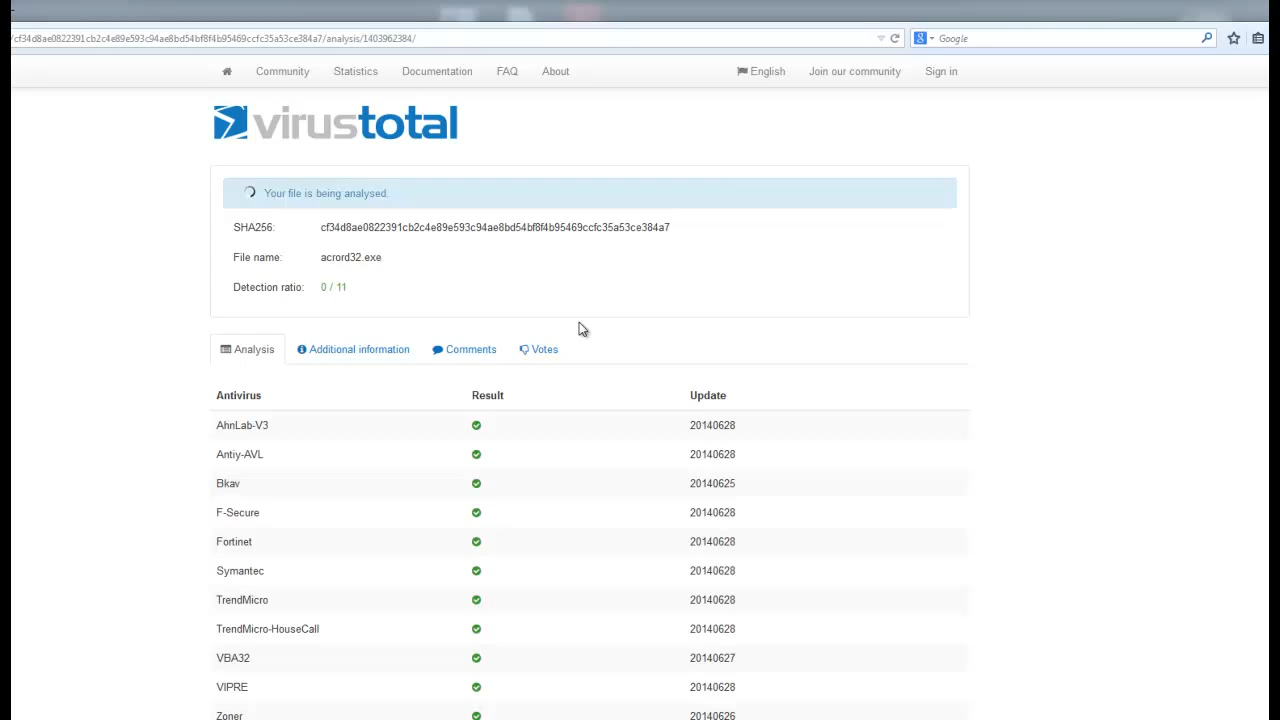 /cf34d8ae0822391cb2c4e89e593c94ae8bd54bf8f4b95469ccfc35a53ce384a7/analysis/1403962384/
Google
Community Statistics Documentation FAQ About English Join our community Sign in
virustotal
Your file is being analysed.
SHA256: cf34d8ae0822391cb2c4e89e593c94ae8bd54bf8f4b95469ccfc35a53ce384a7
File name: acrord32.exe
Detection ratio: 0 / 11
Analysis Additional information Comments Votes
Antivirus Result Update
AhnLab-V3 20140628
Antiy-AVL 20140628
Bkav 20140625
F-Secure 20140628
Fortinet 20140628
Symantec 20140628
TrendMicro 20140628
TrendMicro-HouseCall 20140628
VBA32 20140627
VIPRE 20140628
Zoner 20140626